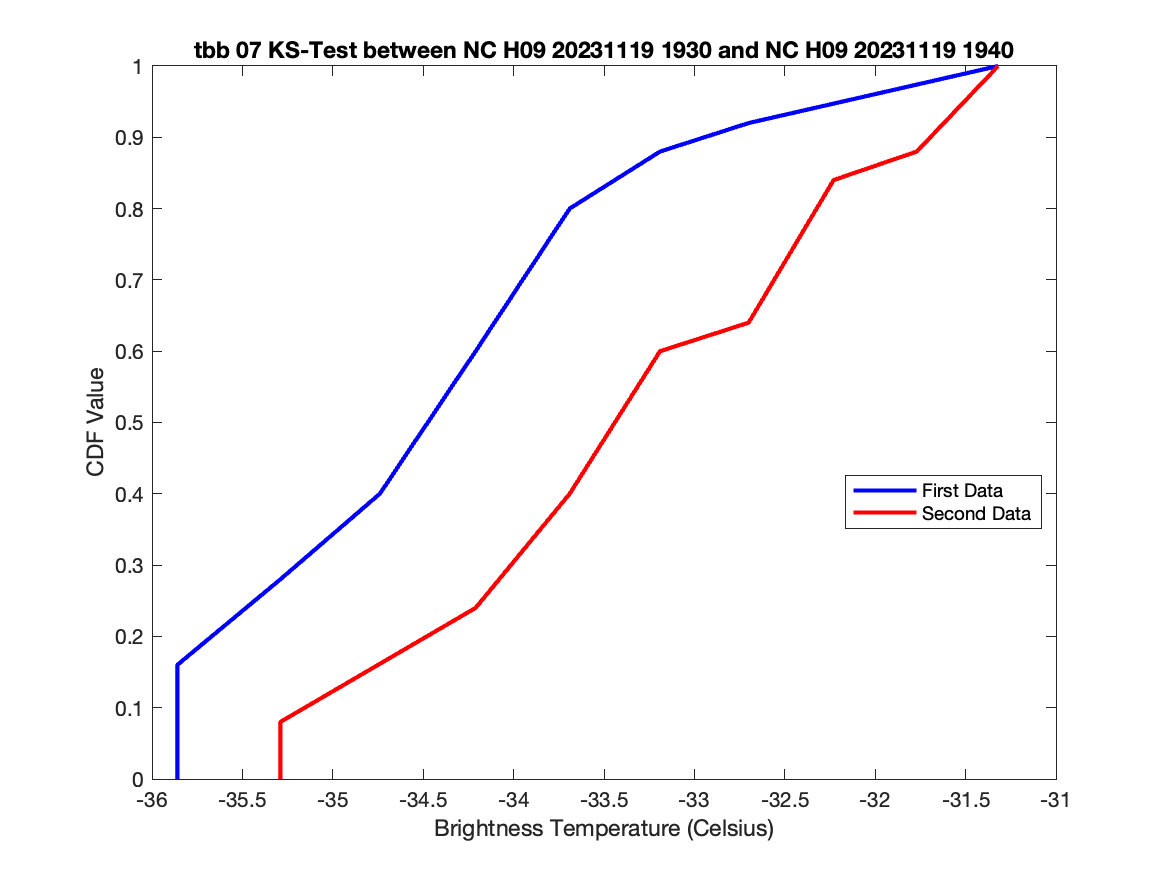 tbb 07 KS-Test between NC H09 20231119 1930 and NC H09 20231119 1940
1
0.9
0.8
0.7
0.6
0.5
0.4
0.3
0.2
0.1
0
CDF Value
First Data
Second Data
-36 -35.5 -35 -34.5 -34 -33.5 -33 -32.5 -32 -31.5 -31
Brightness Temperature (Celsius)